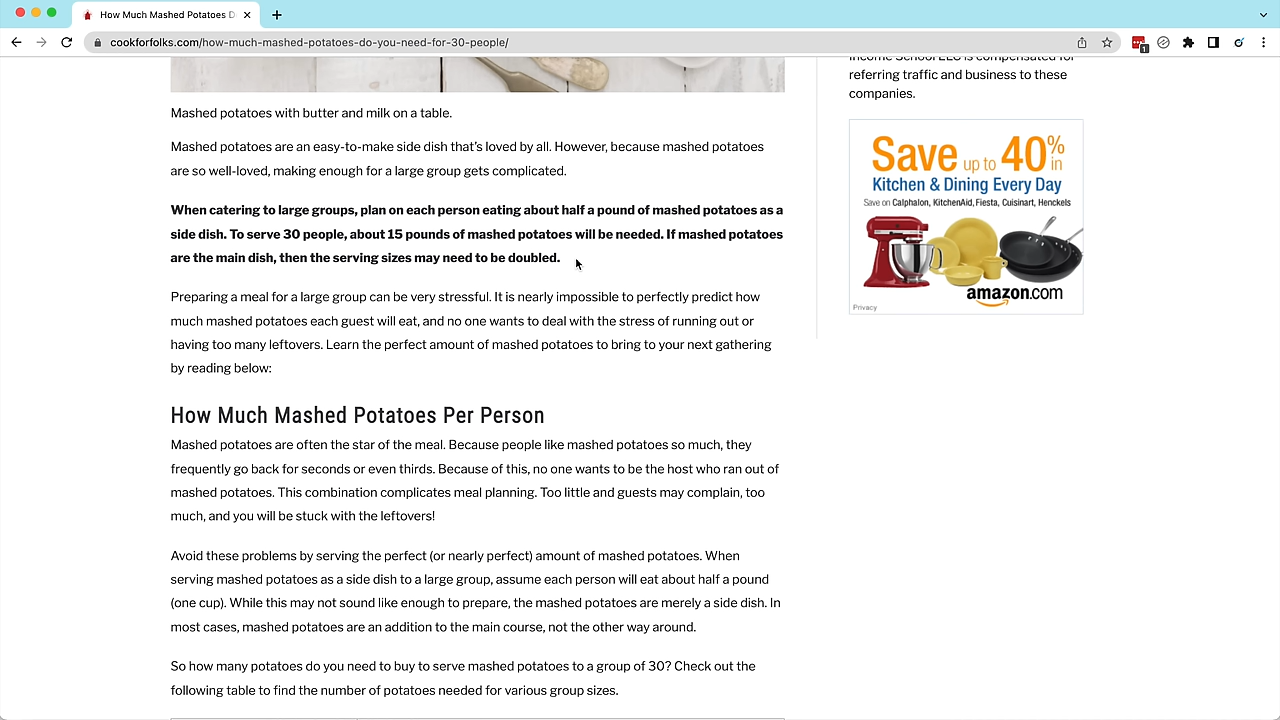 How Much Mashed Potatoes D
cookforfolks.com/how-much-mashed-potatoes-do-you-need-for-30-people/
1
Mashed potatoes with butter and milk on a table.
Mashed potatoes are an easy-to-make side dish that's loved by all. However, because mashed potatoes
are so well-loved, making enough for a large group gets complicated.
When catering to large groups, plan on each person eating about half a pound of mashed potatoes as a
side dish. To serve 30 people, about 15 pounds of mashed potatoes will be needed. If mashed potatoes
are the main dish, then the serving sizes may need to be doubled.
Preparing a meal for a large group can be very stressful. It is nearly impossible to perfectly predict how
much mashed potatoes each guest will eat, and no one wants to deal with the stress of running out or
having too many leftovers. Learn the perfect amount of mashed potatoes to bring to your next gathering
by reading below:
How Much Mashed Potatoes Per Person
Mashed potatoes are often the star of the meal. Because people like mashed potatoes so much, they
frequently go back for seconds or even thirds. Because of this, no one wants to be the host who ran out of
mashed potatoes. This combination complicates meal planning. Too little and guests may complain, too
much, and you will be stuck with the leftovers!
Avoid these problems by serving the perfect (or nearly perfect) amount of mashed potatoes. When
serving mashed potatoes as a side dish to a large group, assume each person will eat about half a pound
(one cup). While this may not sound like enough to prepare, the mashed potatoes are merely a side dish. In
most cases, mashed potatoes are an addition to the main course, not the other way around.
So how many potatoes do you need to buy to serve mashed potatoes to a group of 30? Check out the
following table to find the number of potatoes needed for various group sizes.
Income School LLC is compensated for
referring traffic and business to these
companies.
Save up to 40% in
Kitchen & Dining Every Day
Save on Calphalon, KitchenAid, Fiesta, Cuisinart, Henckels
amazon.com
Privacy